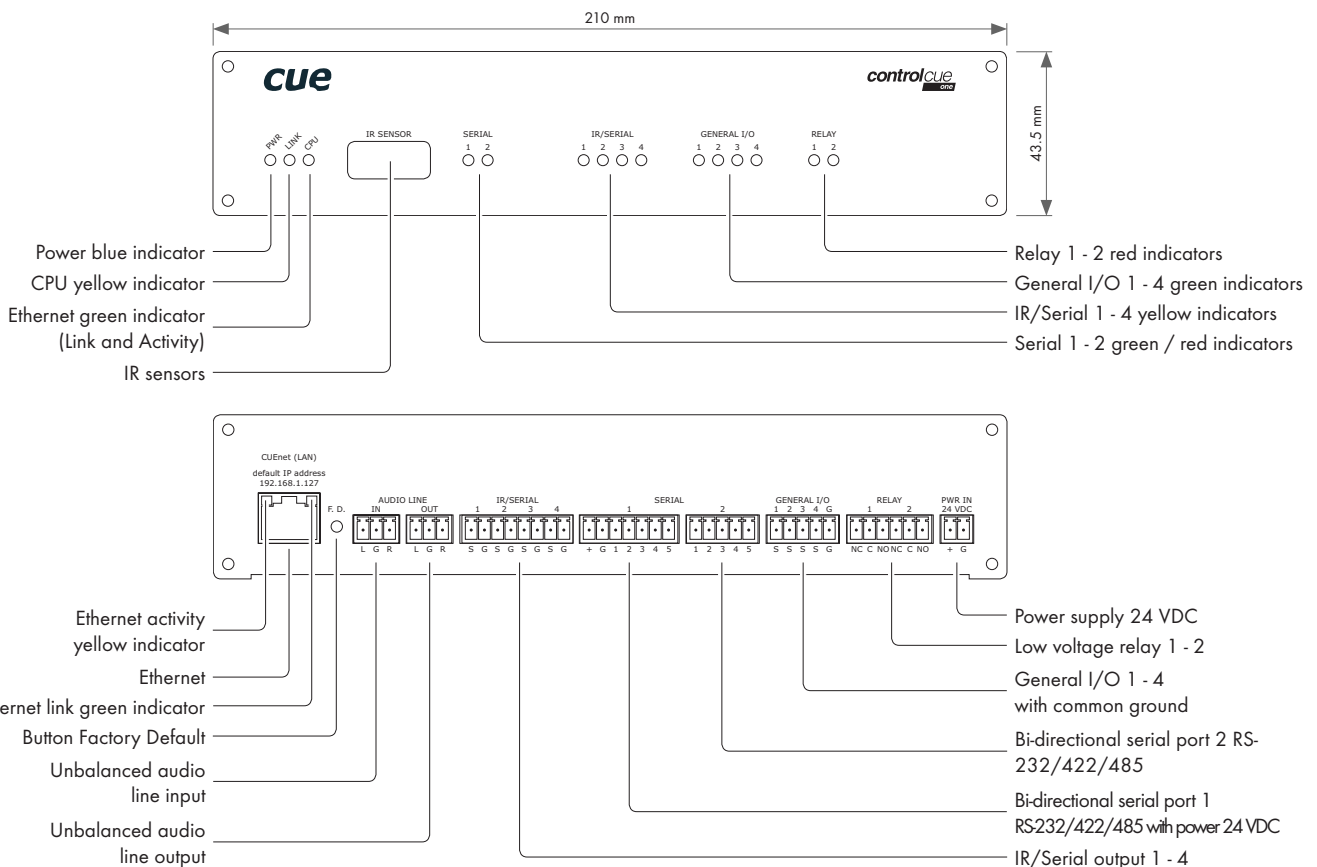 210 mm
cue
controlcue
one
43.5 mm
PWR LINK CPU
IR SENSOR
SERIAL
1 2
IR/SERIAL
1 2 3 4
GENERAL I/O
1 2 3 4
RELAY
1 2
Power blue indicator
CPU yellow indicator
Ethernet green indicator
(Link and Activity)
IR sensors
Relay 1 - 2 red indicators
General I/O 1 - 4 green indicators
IR/Serial 1 - 4 yellow indicators
Serial 1 - 2 green / red indicators
CUEnet (LAN)
default IP address
192.168.1.127
F. D.
AUDIO LINE
IN OUT
L G R L G R
IR/SERIAL
1 2 3 4
S G S G S G S G
SERIAL
1 2
+ G 1 2 3 4 5 1 2 3 4 5
GENERAL I/O
1 2 3 4 G
S S S S G
RELAY
1 2
NC C NO NC C NO
PWR IN
24 VDC
+ G
Ethernet activity
yellow indicator
Ethernet
ernet link green indicator
Button Factory Default
Unbalanced audio
line input
Unbalanced audio
line output
Power supply 24 VDC
Low voltage relay 1 - 2
General I/O 1 - 4
with common ground
Bi-directional serial port 2 RS-
232/422/485
Bi-directional serial port 1
RS-232/422/485 with power 24 VDC
IR/Serial output 1 - 4